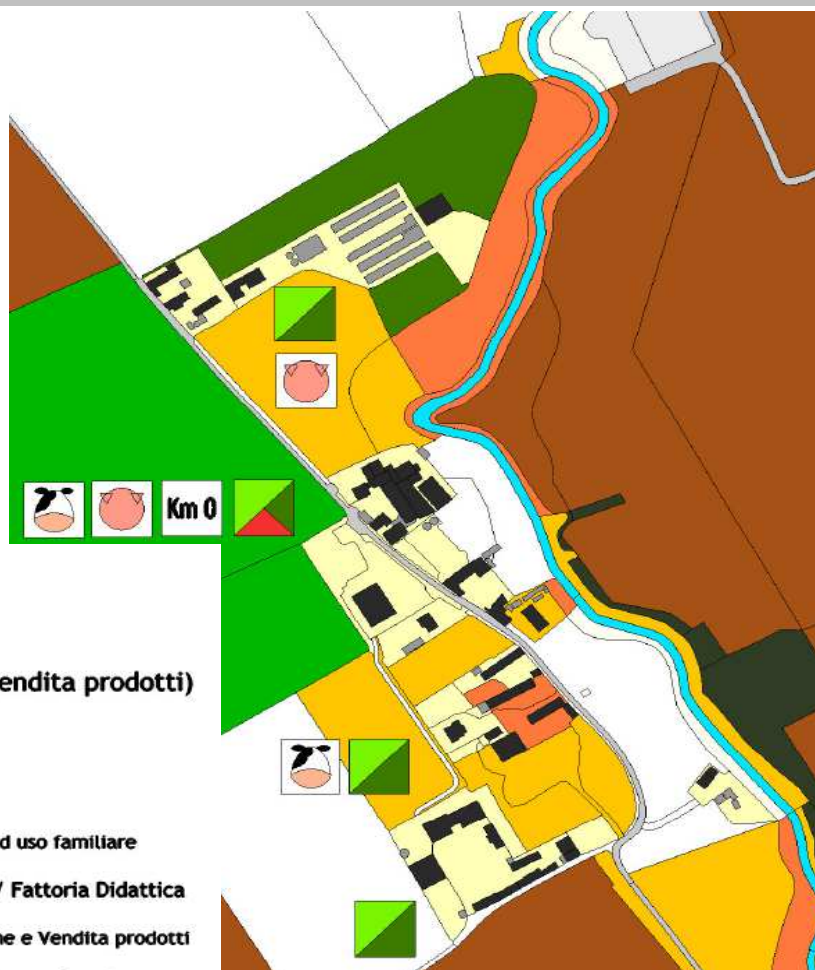 Km 0
endita prodotti)
d uso familiare
/ Fattoria Didattica
ne e Vendita prodotti